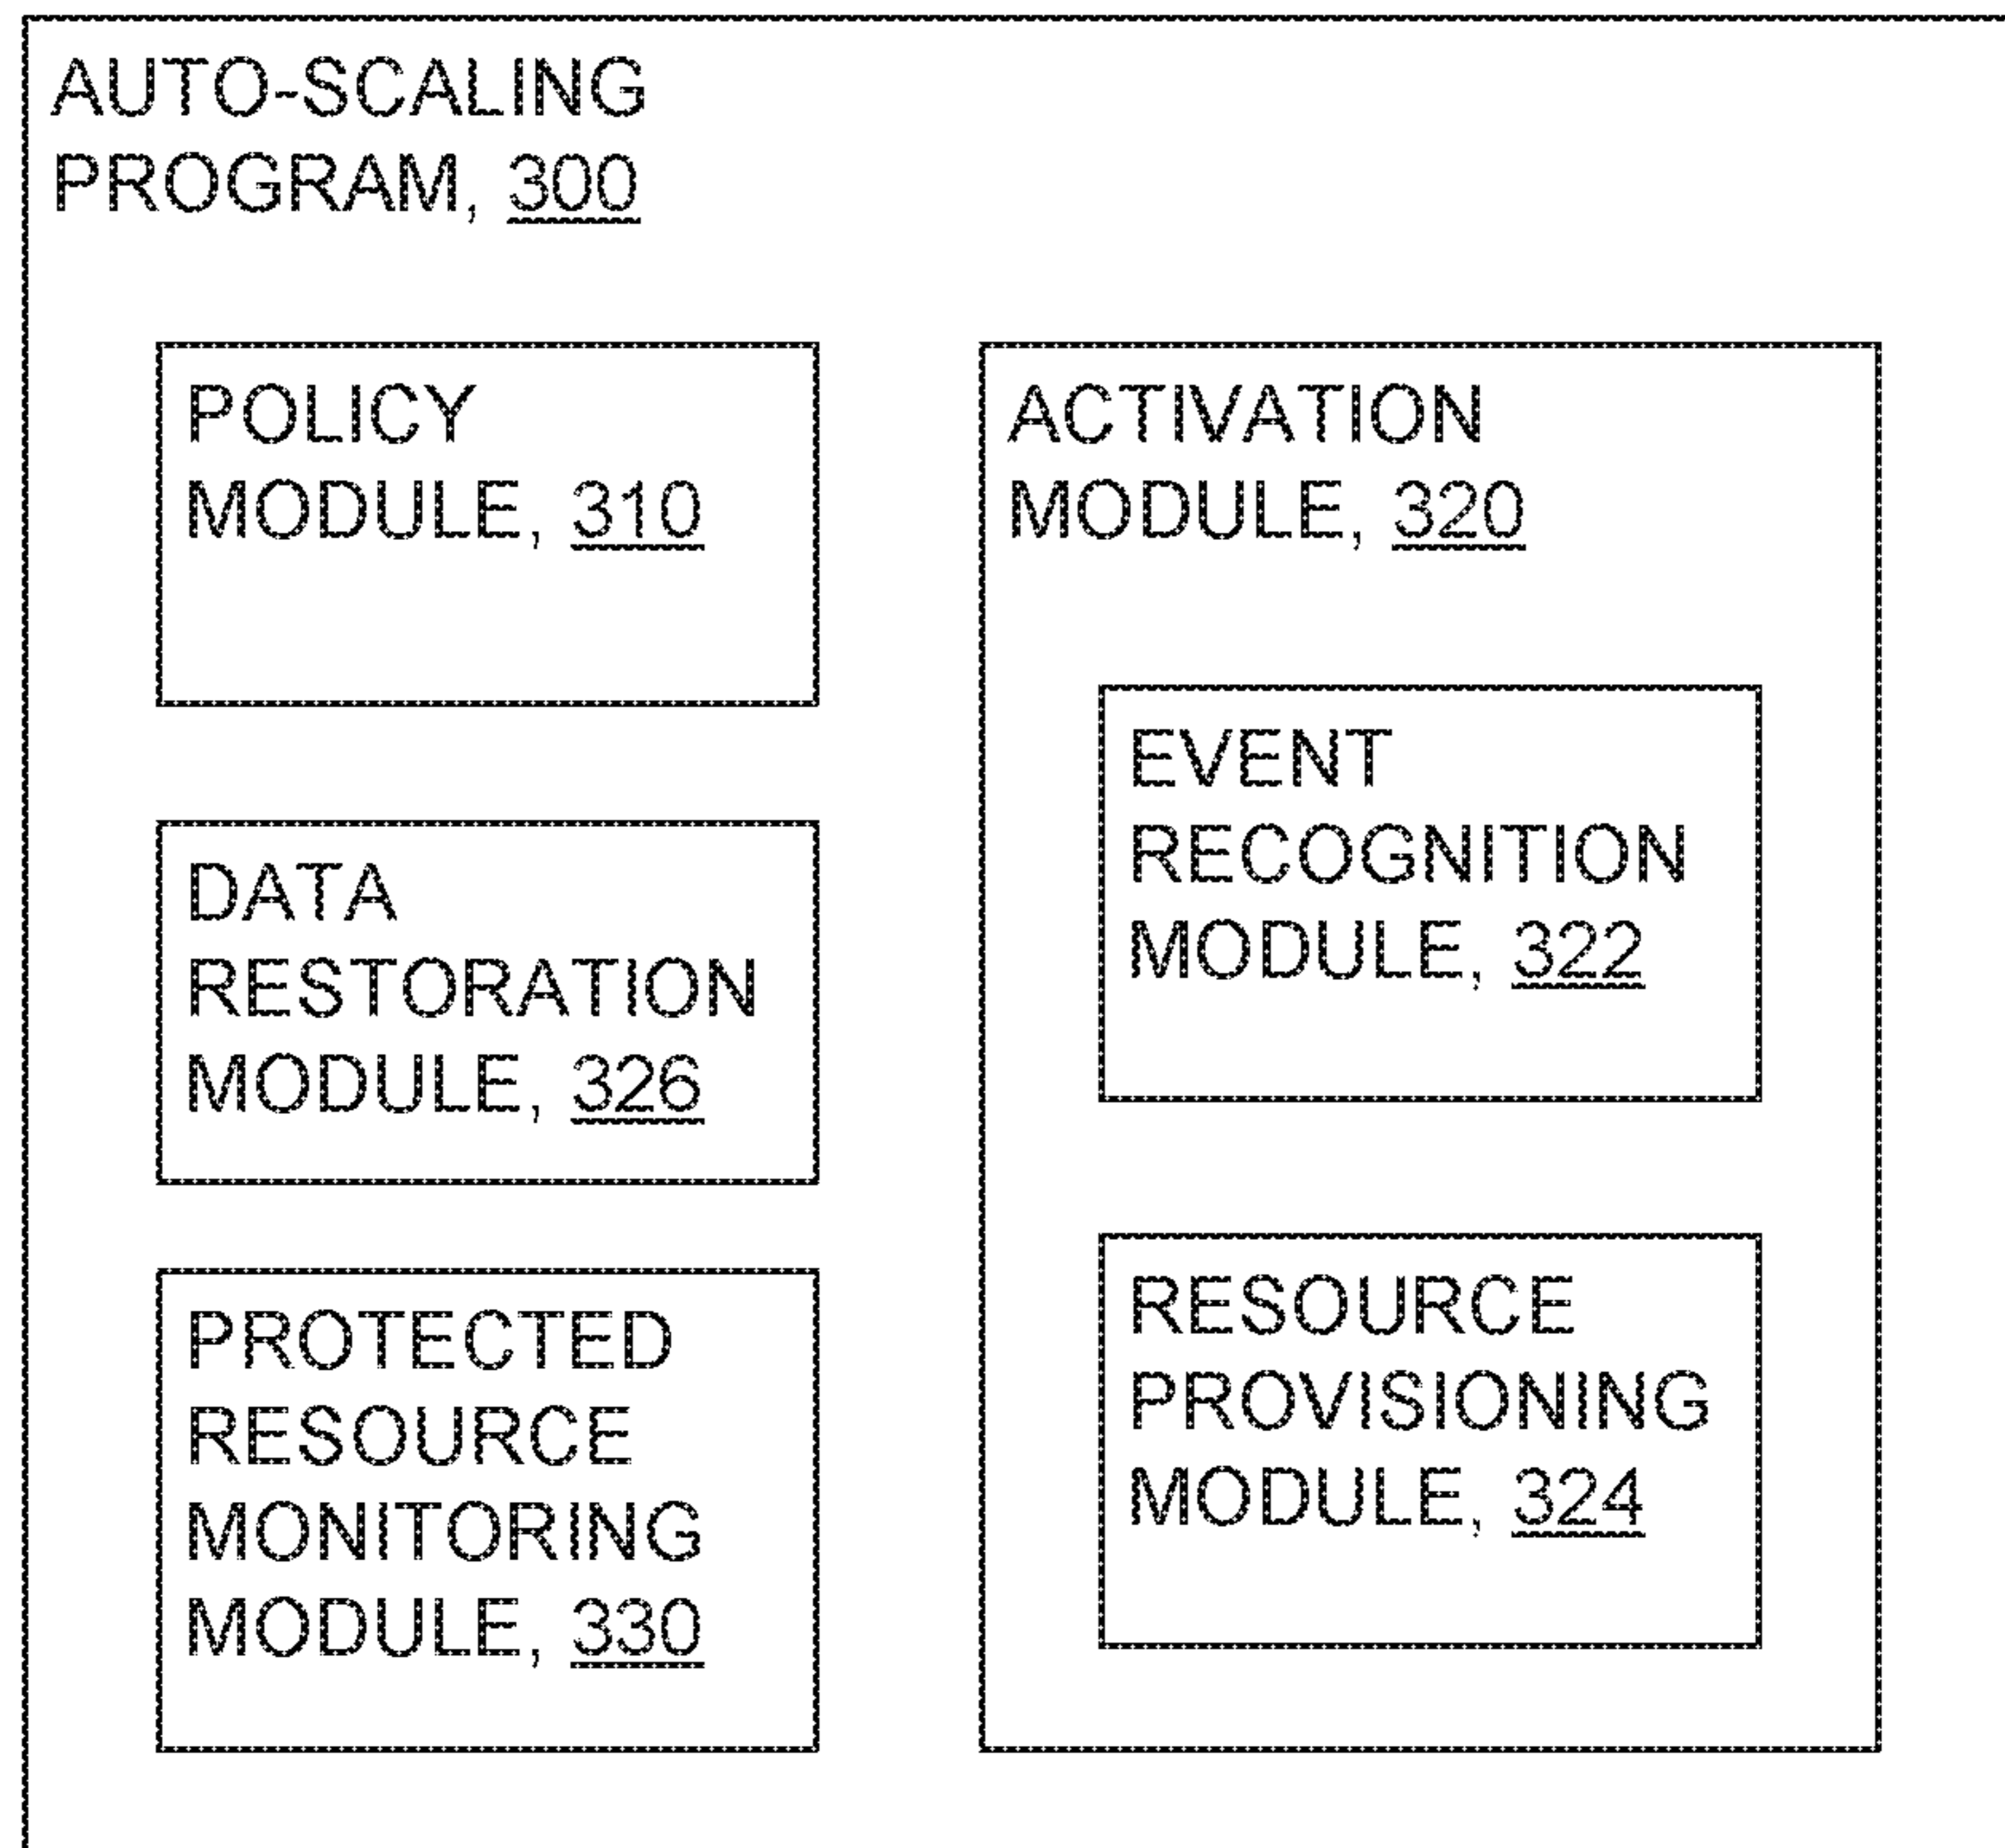 AUTO-SCALING
PROGRAM, 300
POLICY
MODULE, 310
DATA
RESTORATION
MODULE, 326
PROTECTED
RESOURCE
MONITORING
MODULE, 330
ACTIVATION
MODULE, 320
EVENT
RECOGNITION
MODULE, 322
RESOURCE
PROVISIONING
MODULE, 324